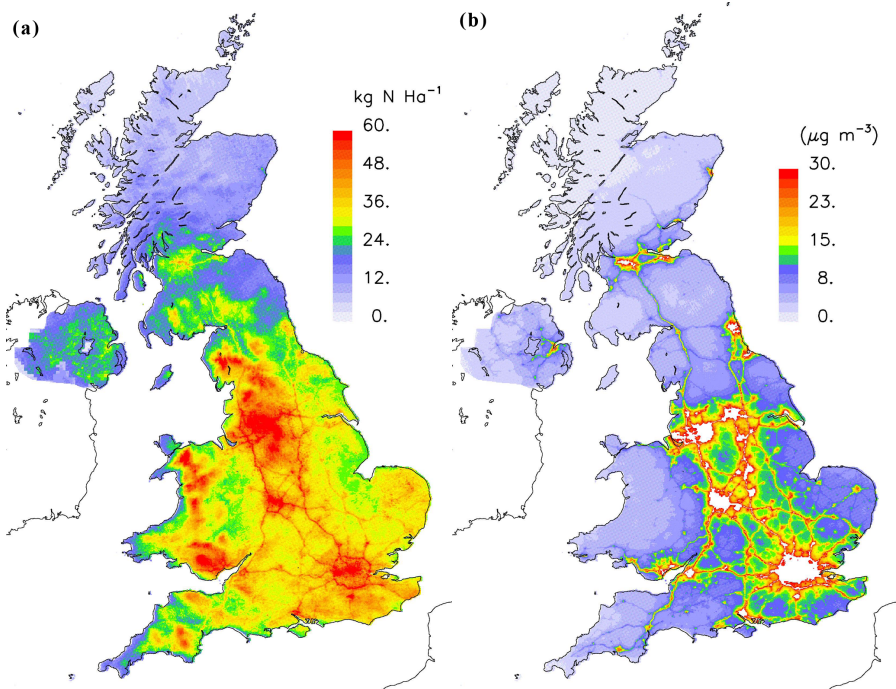 (a)
kg N Ha⁻¹
60.
48.
36.
24.
12.
0.
(b)
(μg m⁻³)
30.
23.
15.
8.
0.